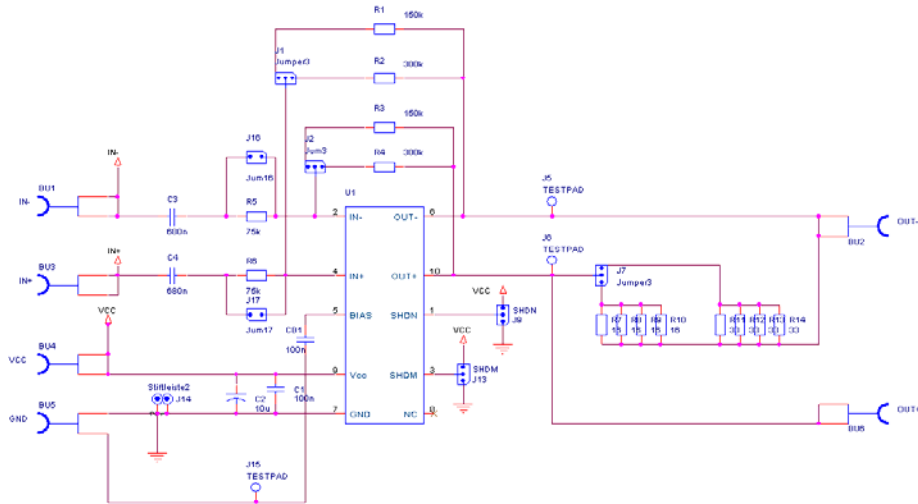 R1 150k
J1
Jumper3
R2 300k
R3 150k
J2
Jum3
R4 300k
J16
Jum16
IN-
BU1
IN-
C3
680n
R5
75k
U1
2 IN- OUT- 6
J5
TESTPAD
OUT-
BU2
IN+
BU3
IN+
C4
680n
R6
75k
J17
Jum17
4 IN+ OUT+ 10
J6
TESTPAD
J7
Jumper3
VCC
5 BIAS SHDN 1
VCC
SHDN
J9
CB1
100n
R7 R8 R9 R10
15 15 15 15
R11 R12 R13 R14
33 33 33 33
BU4
VCC
9 Vcc SHDM 3
VCC
SHDM
J13
Stiftleiste2
J14
C2
10u
C1
100n
BU5
GND
7 GND NC 8
OUT+
BU6
J15
TESTPAD